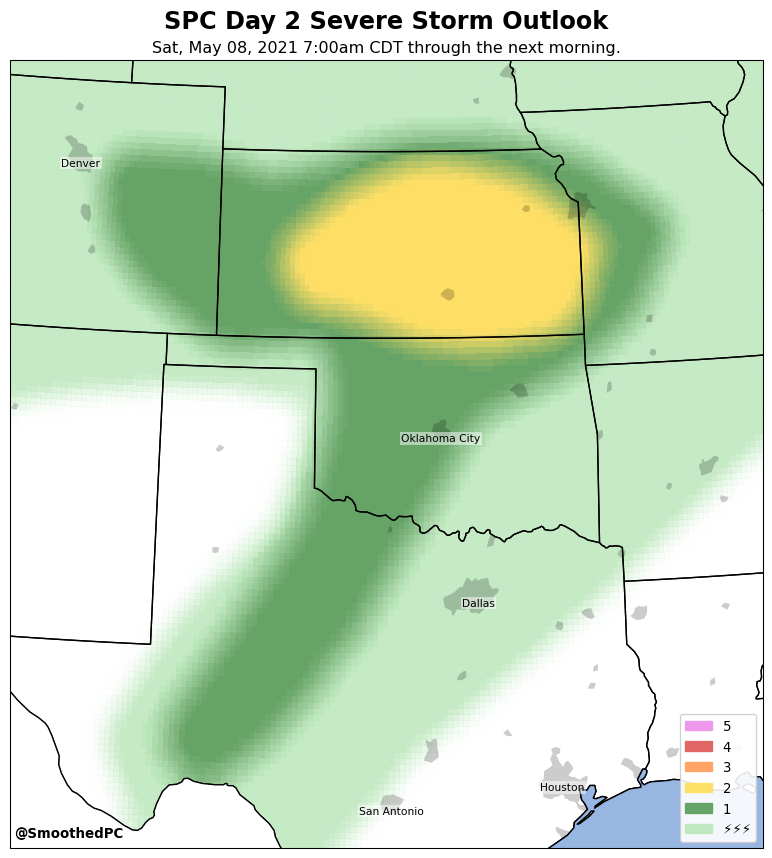 SPC Day 2 Severe Storm Outlook
Sat, May 08, 2021 7:00am CDT through the next morning.
Denver
Oklahoma City
Dallas
Houston
San Antonio
5
4
3
2
1
⚡⚡⚡
@SmoothedPC